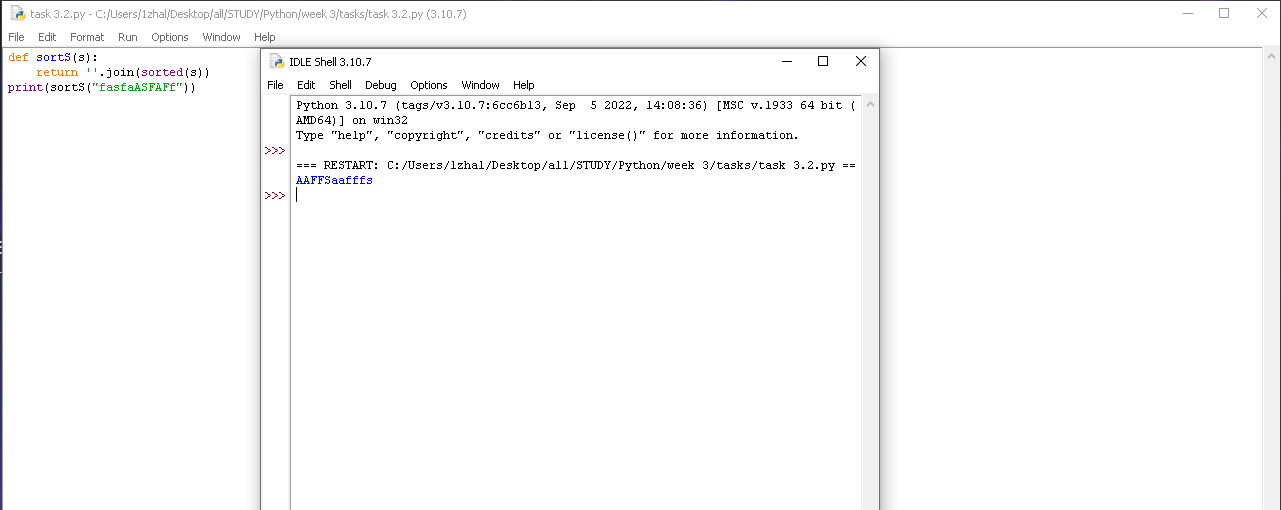 task 3.2.py - C:/Users/1zhal/Desktop/all/STUDY/Python/week 3/tasks/task 3.2.py (3.10.7)
File Edit Format Run Options Window Help
def sortS(s):
    return ''.join(sorted(s))
print(sortS("fasfaASFAFf"))
IDLE Shell 3.10.7
File Edit Shell Debug Options Window Help
Python 3.10.7 (tags/v3.10.7:6cc6b13, Sep  5 2022, 14:08:36) [MSC v.1933 64 bit (
AMD64)] on win32
Type "help", "copyright", "credits" or "license()" for more information.
>>>
=== RESTART: C:/Users/1zhal/Desktop/all/STUDY/Python/week 3/tasks/task 3.2.py ==
AAFFSaafffs
>>>